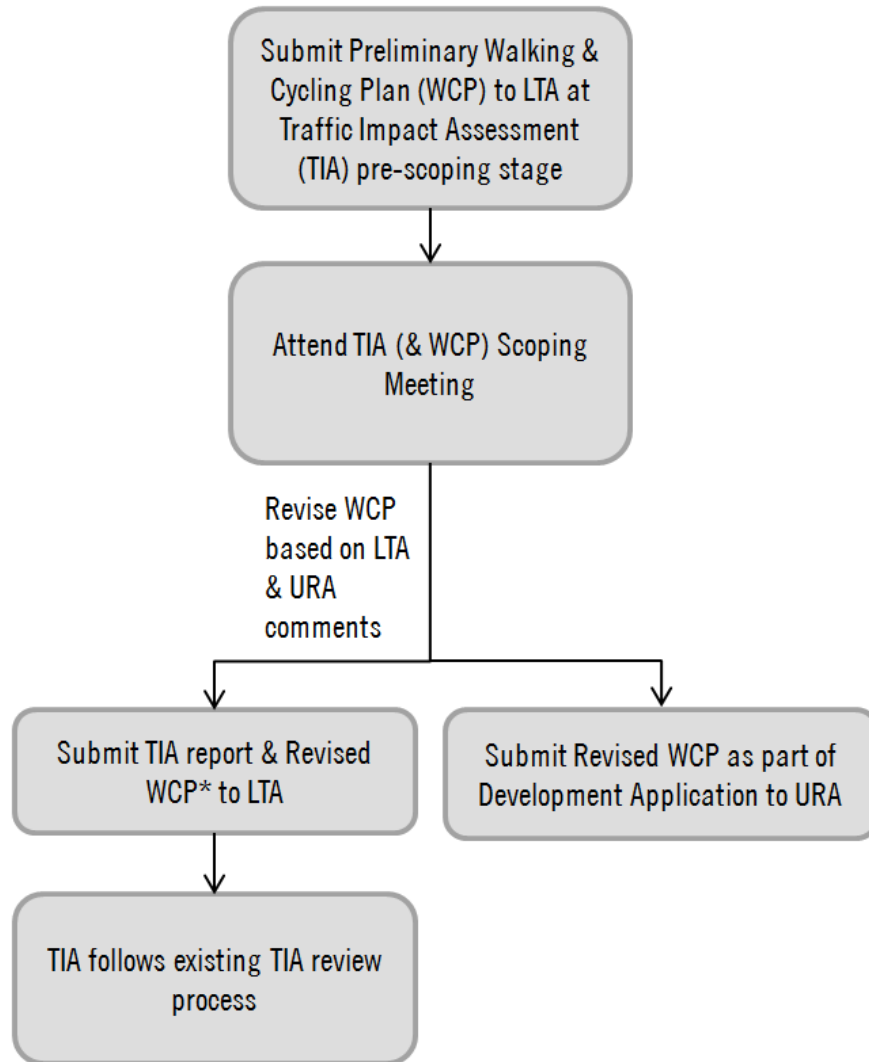 Submit Preliminary Walking &
Cycling Plan (WCP) to LTA at
Traffic Impact Assessment
(TIA) pre-scoping stage
Attend TIA (& WCP) Scoping
Meeting
Revise WCP
based on LTA
& URA
comments
Submit TIA report & Revised
WCP* to LTA
Submit Revised WCP as part of
Development Application to URA
TIA follows existing TIA review
process